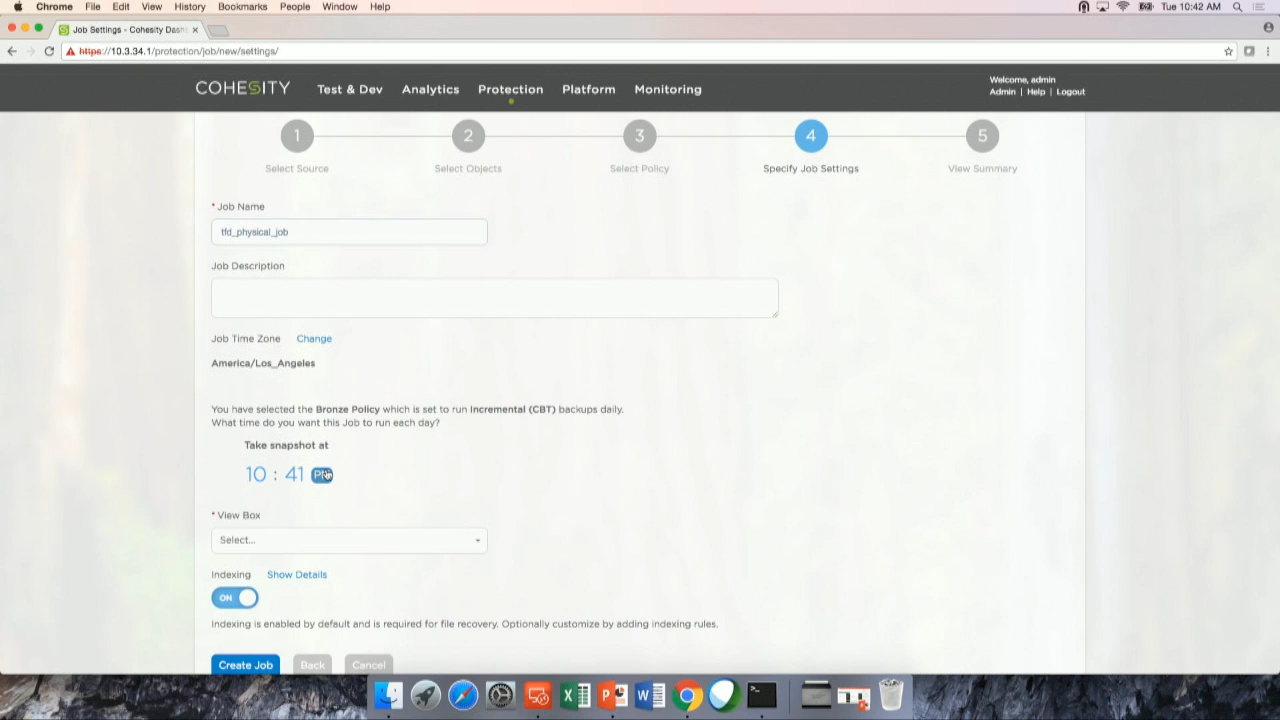 Chrome File Edit View History Bookmarks People Window Help Tue 10:42 AM
Job Settings - Cohesity Dash
https://10.3.34.1/protection/job/new/settings/
COHESITY Test & Dev Analytics Protection Platform Monitoring
Welcome, admin
Admin | Help | Logout
1 2 3 4 5
Select Source Select Objects Select Policy Specify Job Settings View Summary
* Job Name
tfd_physical_job
Job Description
Job Time Zone Change
America/Los_Angeles
You have selected the Bronze Policy which is set to run Incremental (CBT) backups daily.
What time do you want this Job to run each day?
Take snapshot at
10 : 41
* View Box
Select...
Indexing Show Details
ON
Indexing is enabled by default and is required for file recovery. Optionally customize by adding indexing rules.
Create Job Back Cancel